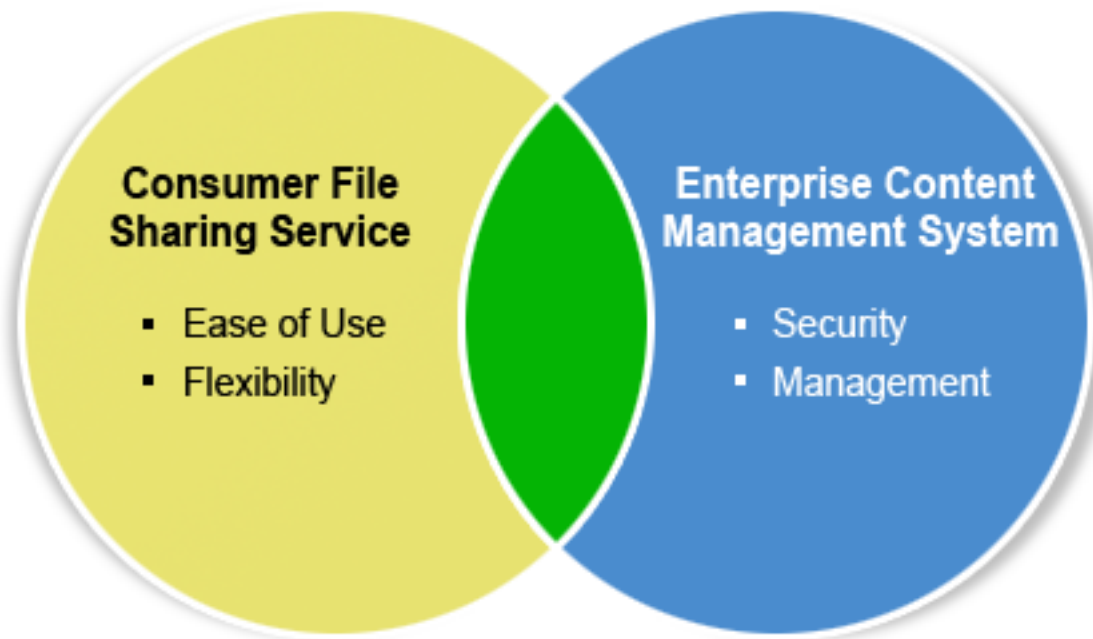 Consumer File
Sharing Service
▪ Ease of Use
▪ Flexibility
Enterprise Content
Management System
▪ Security
▪ Management